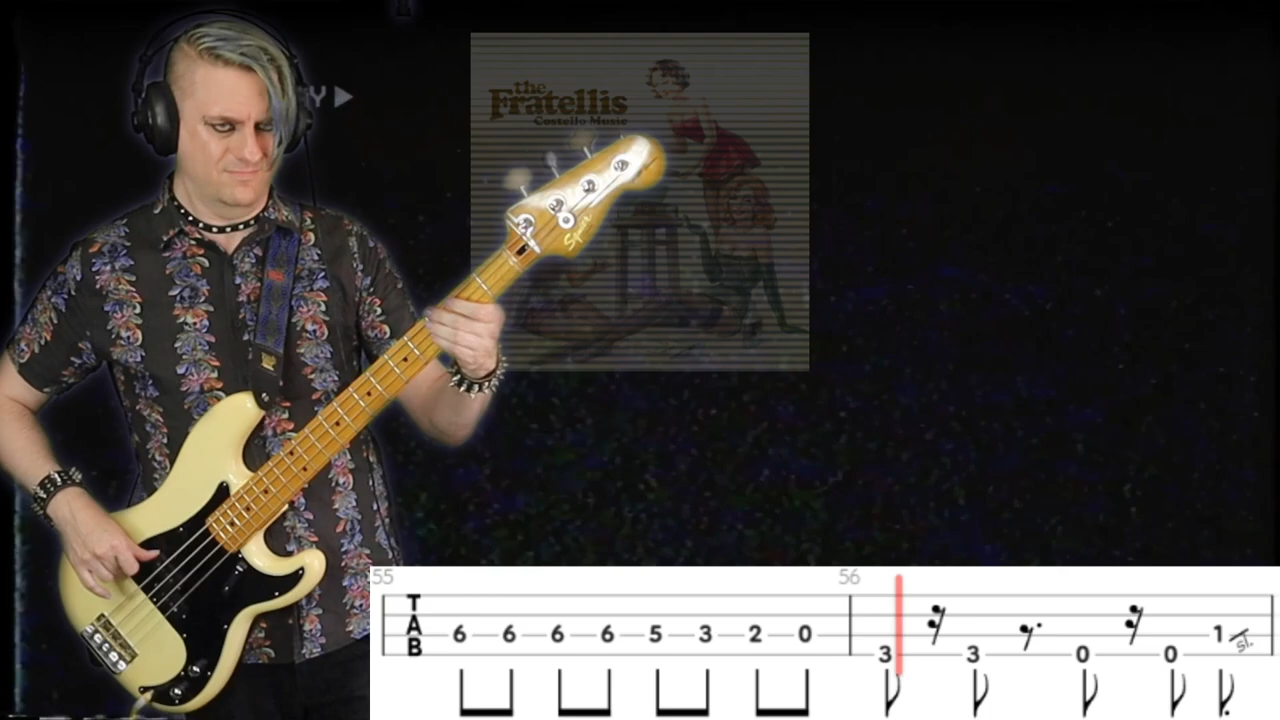 Y
the
Fratellis
Costello Music
Squier
55
56
T
A
B
6 6 6 6 5 3 2 0
3 3 0 0 1
sl.